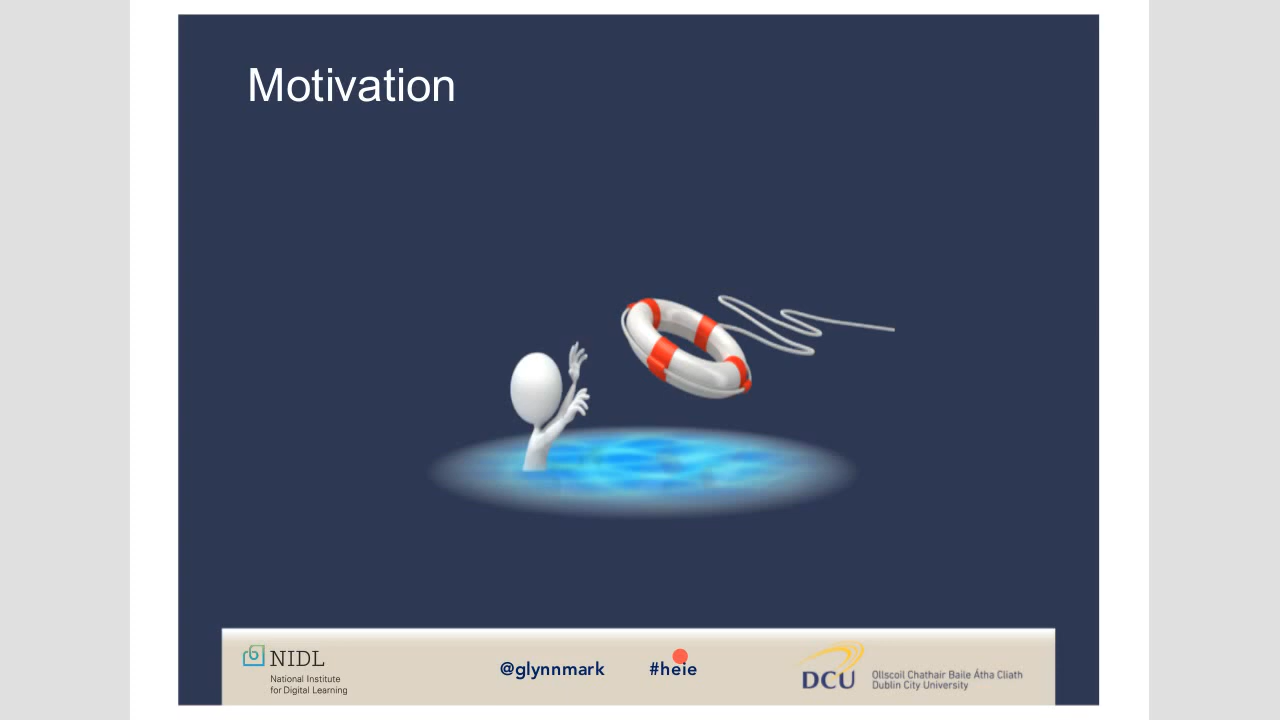 Motivation
NIDL
National Institute
for Digital Learning
@glynnmark #heie
DCU
Ollscoil Chathair Baile Átha Cliath
Dublin City University